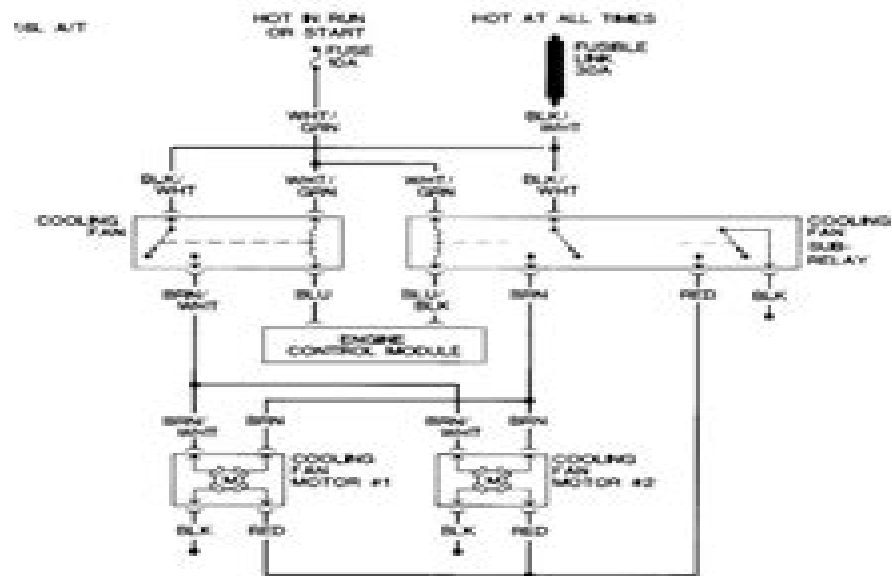 HOT IN RUN
OR START
HOT AT ALL TIMES
A/T
FUSE
10A
FUSIBLE
LINK
30A
WHT/
GRN
BLK/
WHT
BLK/
WHT
WHT/
GRN
WHT/
GRN
BLK/
WHT
COOLING
FAN
COOLING
FAN
SUB-
RELAY
BRN/
WHT
BLU
BLU/
BLK
BRN
RED
BLK
ENGINE
CONTROL MODULE
BRN/
WHT
BRN
BRN/
WHT
BRN
COOLING
FAN
MOTOR #1
COOLING
FAN
MOTOR #2
BLK
RED
BLK
RED